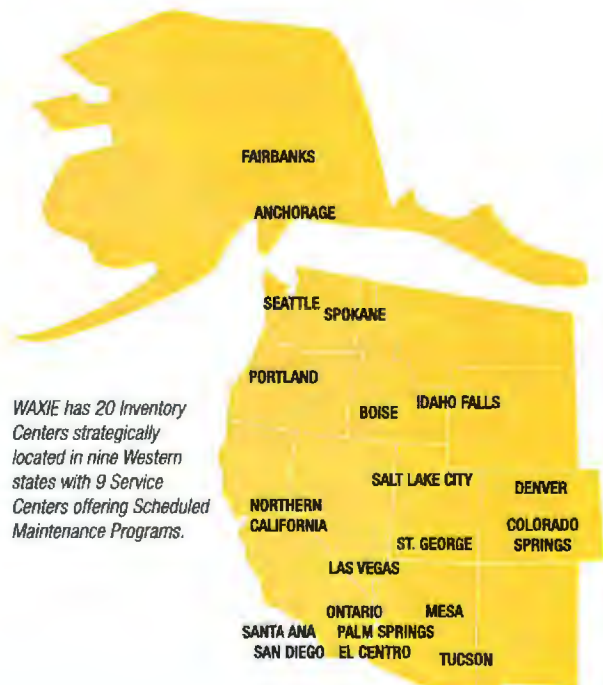 FAIRBANKS
ANCHORAGE
SEATTLE
SPOKANE
PORTLAND
BOISE
IDAHO FALLS
WAXIE has 20 Inventory
Centers strategically
located in nine Western
states with 9 Service
Centers offering Scheduled
Maintenance Programs.
SALT LAKE CITY
DENVER
NORTHERN
CALIFORNIA
COLORADO
SPRINGS
ST. GEORGE
LAS VEGAS
ONTARIO
MESA
SANTA ANA
PALM SPRINGS
SAN DIEGO
EL CENTRO
TUCSON